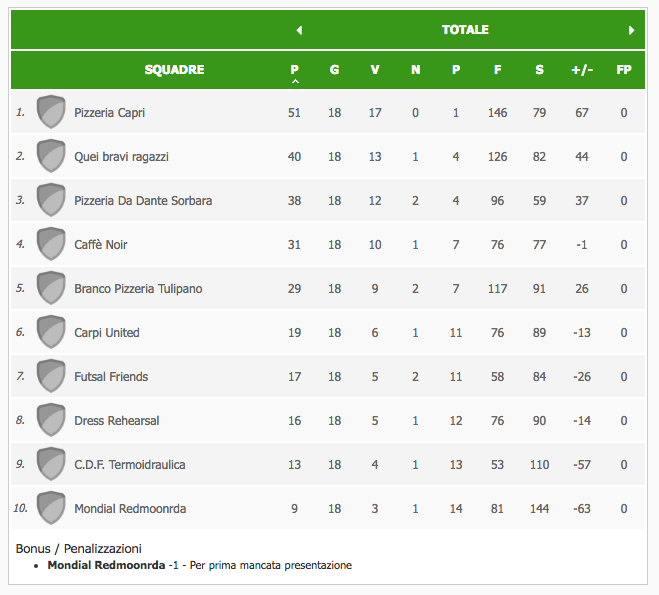 TOTALE
SQUADRE P G V N P F S +/- FP
1. Pizzeria Capri 51 18 17 0 1 146 79 67 0
2. Quei bravi ragazzi 40 18 13 1 4 126 82 44 0
3. Pizzeria Da Dante Sorbara 38 18 12 2 4 96 59 37 0
4. Caffè Noir 31 18 10 1 7 76 77 -1 0
5. Branco Pizzeria Tulipano 29 18 9 2 7 117 91 26 0
6. Carpi United 19 18 6 1 11 76 89 -13 0
7. Futsal Friends 17 18 5 2 11 58 84 -26 0
8. Dress Rehearsal 16 18 5 1 12 76 90 -14 0
9. C.D.F. Termoidraulica 13 18 4 1 13 53 110 -57 0
10. Mondial Redmoonrda 9 18 3 1 14 81 144 -63 0
Bonus / Penalizzazioni
• Mondial Redmoonrda -1 - Per prima mancata presentazione